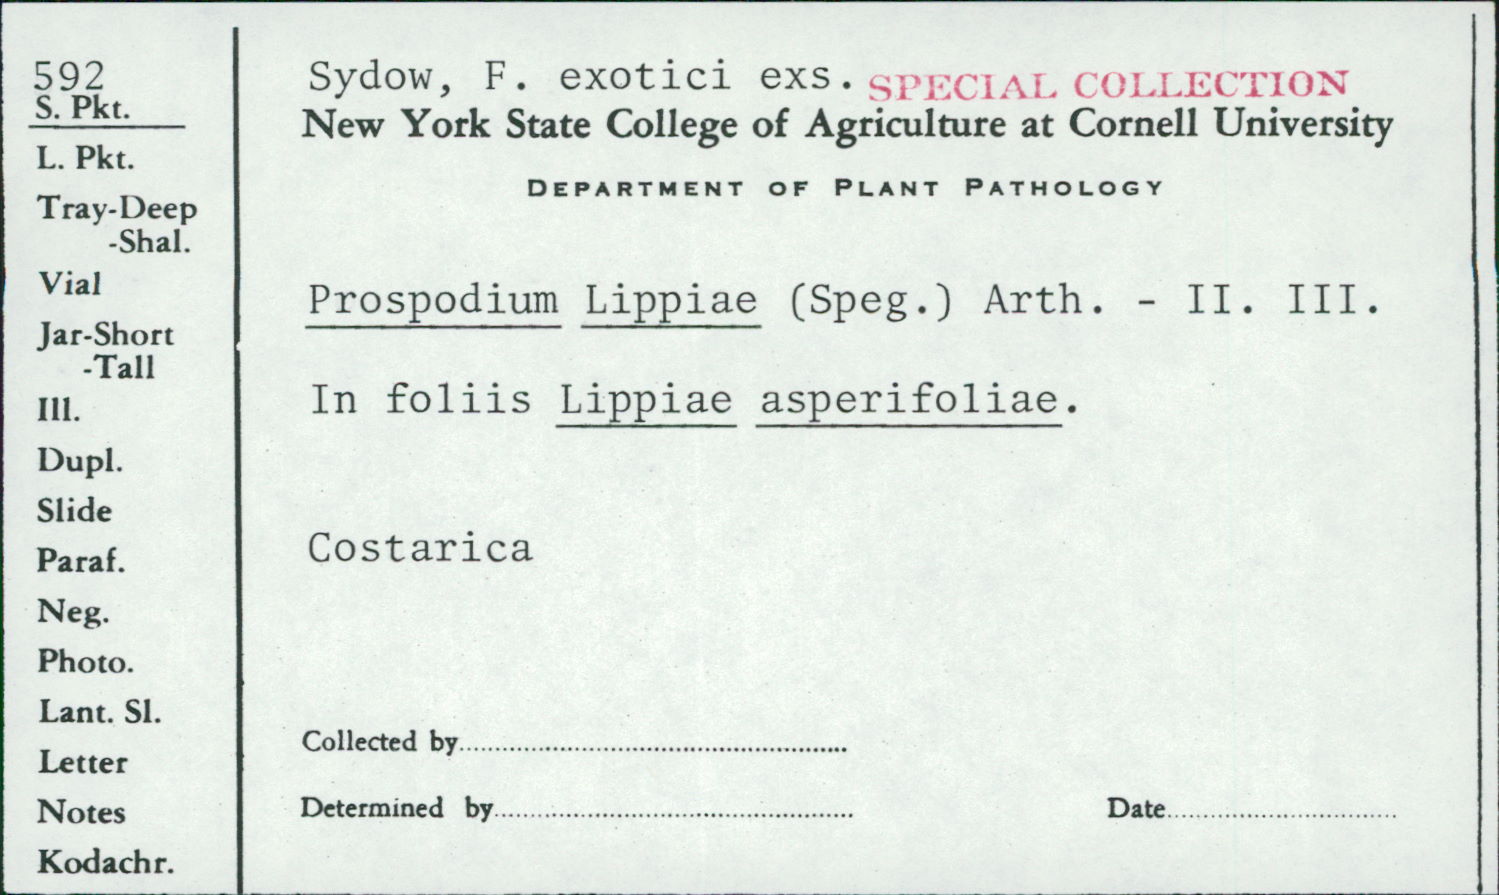 592
S. Pkt.
L. Pkt.
Tray-Deep
-Shal.
Vial
Jar-Short
-Tall
Ill.
Dupl.
Slide
Paraf.
Neg.
Photo.
Lant. Sl.
Letter
Notes
Kodachr.
Sydow, F. exotici exs. SPECIAL COLLECTION
New York State College of Agriculture at Cornell University
DEPARTMENT OF PLANT PATHOLOGY
Prospodium Lippiae (Speg.) Arth. - II. III.
In foliis Lippiae asperifoliae.
Costarica
Collected by
Determined by Date